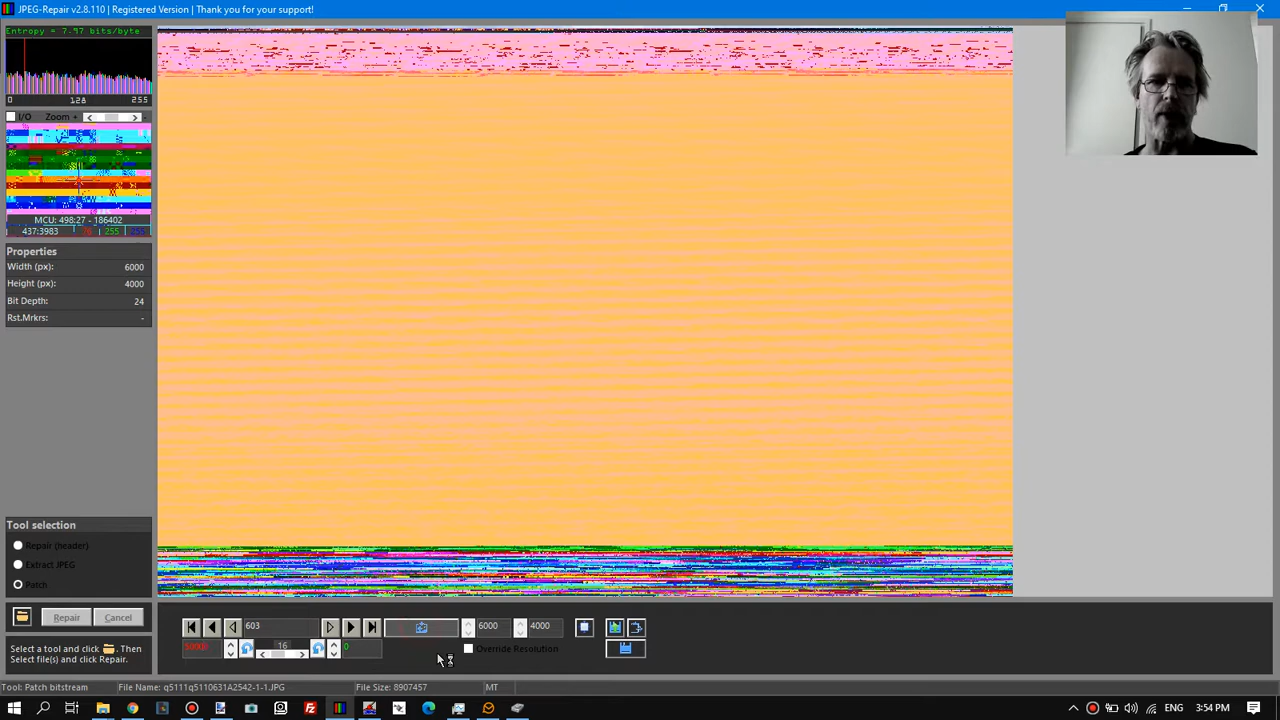 JPEG-Repair v2.8.110 | Registered Version | Thank you for your support!
Entropy = 7.97 bits/byte
0 128 255
I/O Zoom + -
MCU: 498:27 - 186402
437:3983 76 255 255
Properties
Width (px): 6000
Height (px): 4000
Bit Depth: 24
Rst.Mrkrs: -
Tool selection
Repair (header)
Extract JPEG
Patch
Repair Cancel
Select a tool and click . Then
Select file(s) and click Repair.
603 6000 4000
16 0 Override Resolution
Tool: Patch bitstream File Name: q5111q5110631A2542-1-1.JPG File Size: 8907457 MT
ENG 3:54 PM